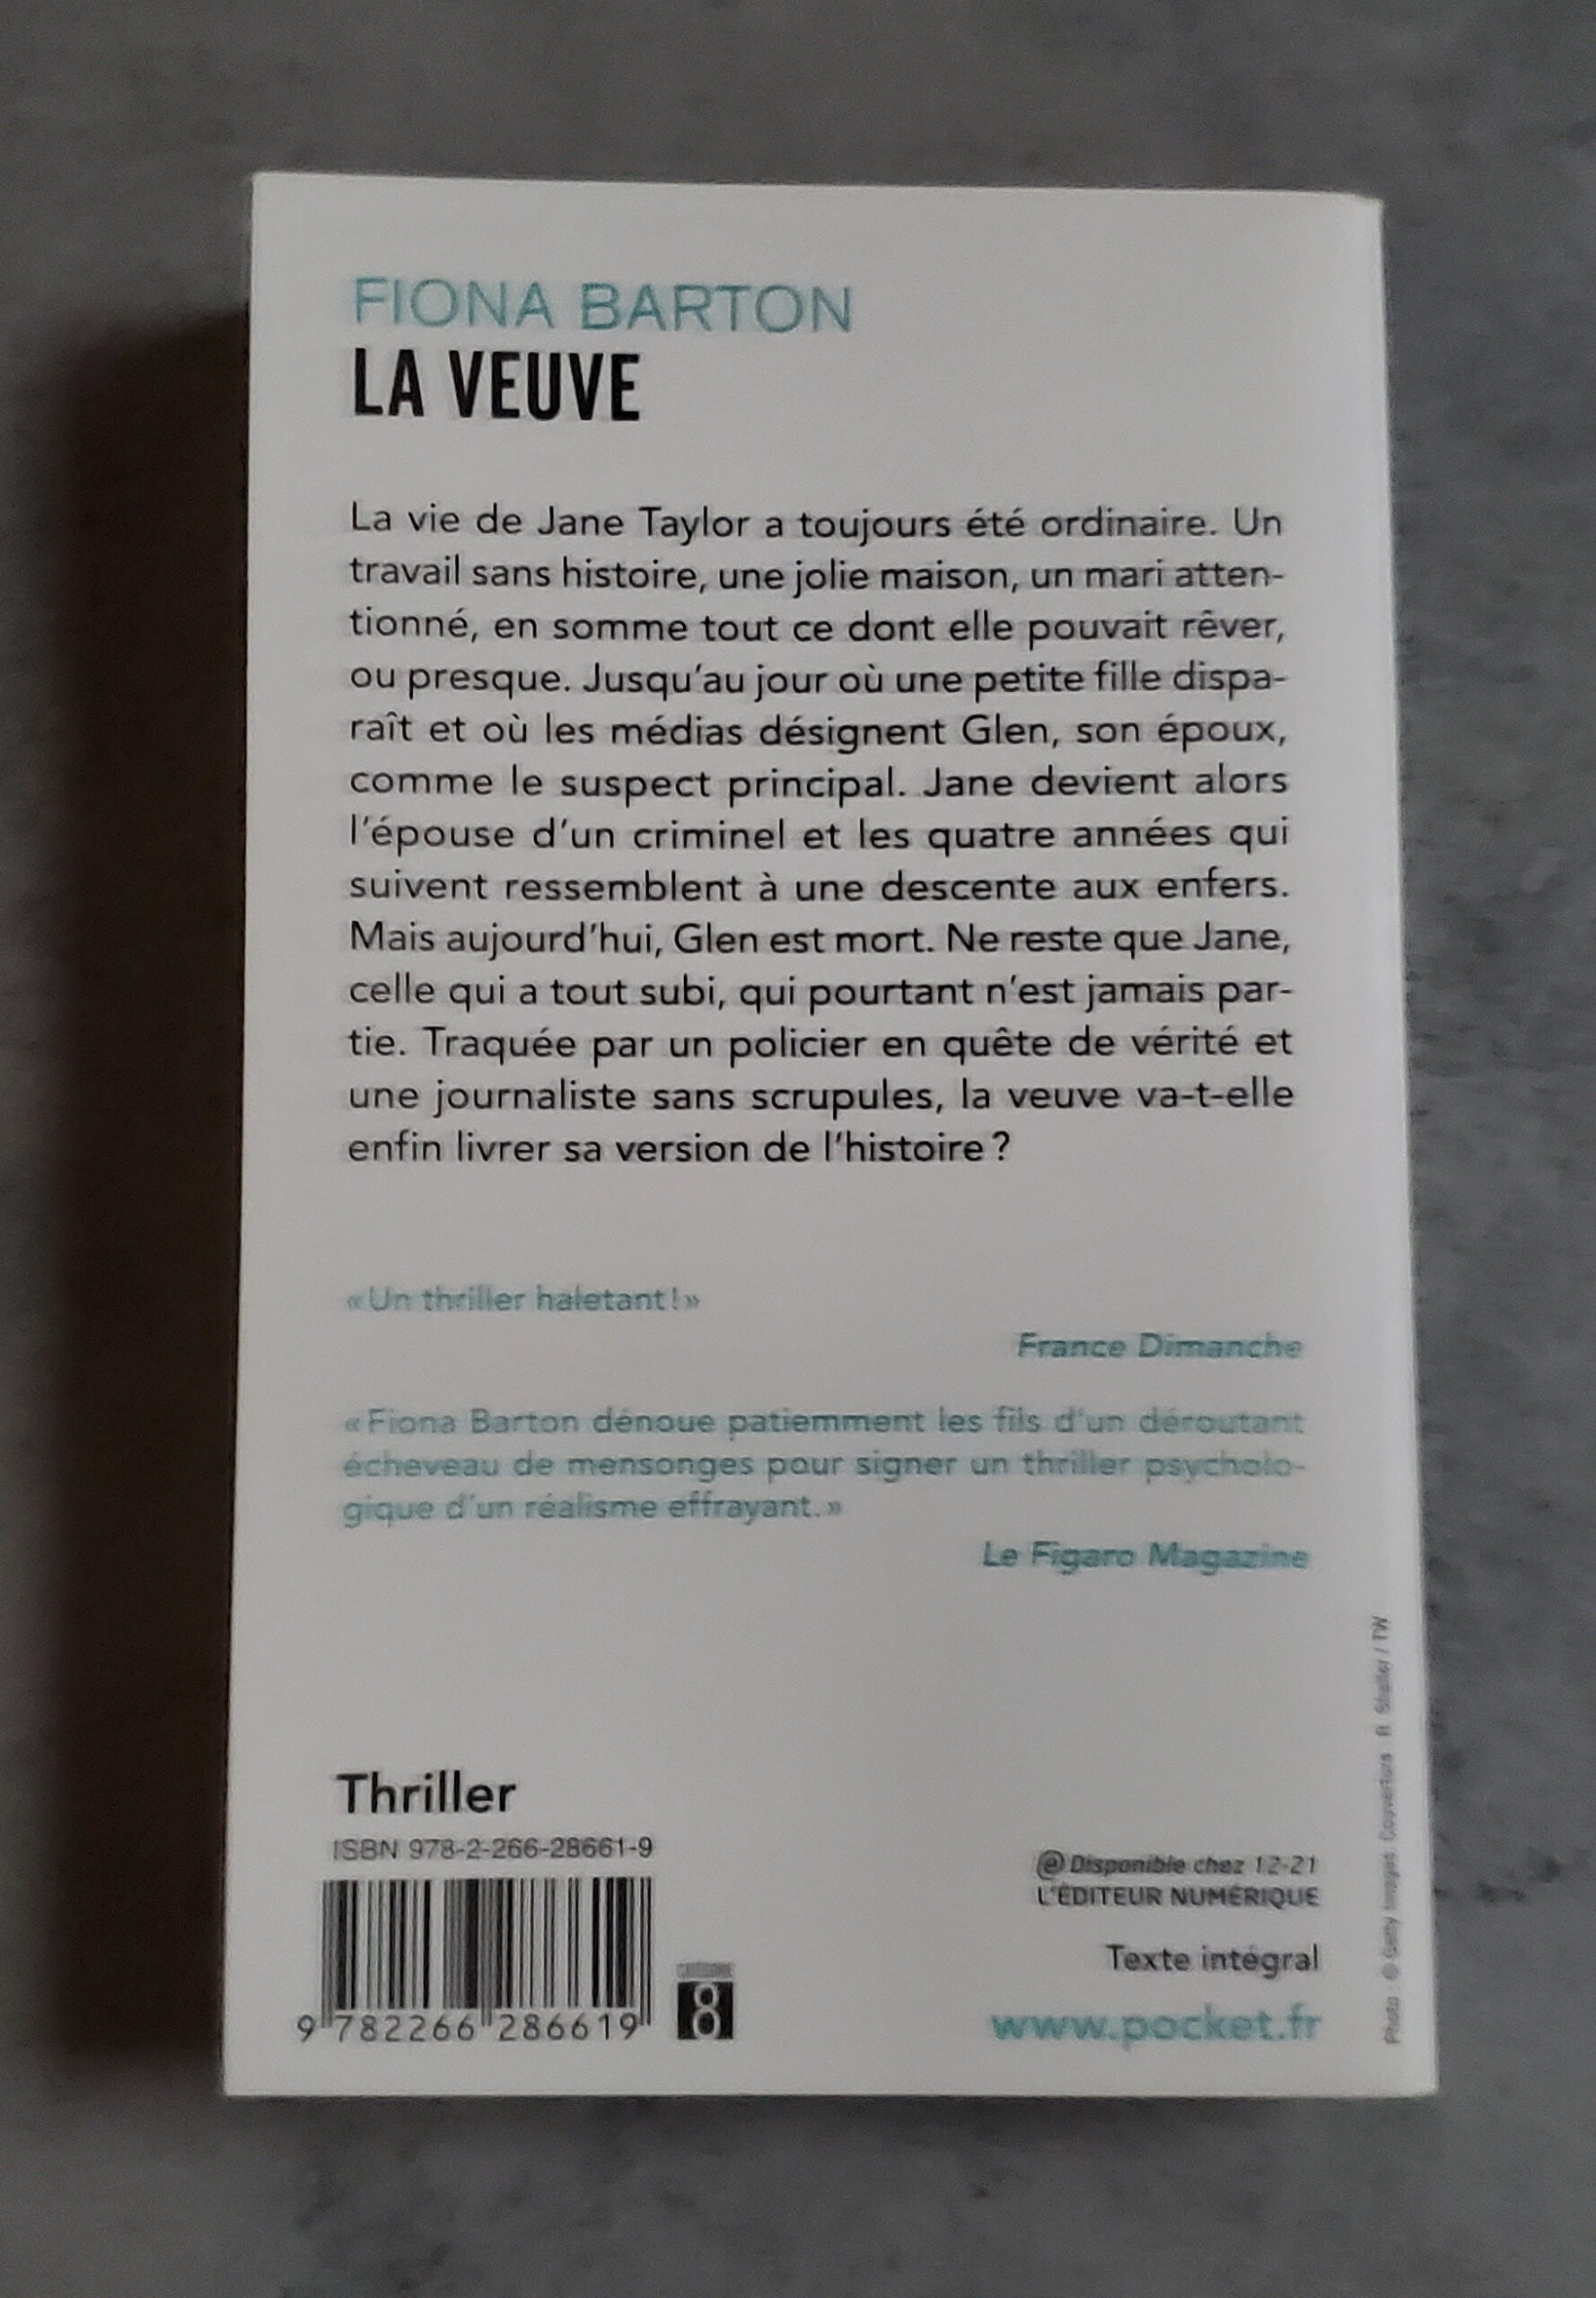 FIONA BARTON
LA VEUVE
La vie de Jane Taylor a toujours été ordinaire. Un
travail sans histoire, une jolie maison, un mari atten-
tionné, en somme tout ce dont elle pouvait rêver,
ou presque. Jusqu'au jour où une petite fille dispa-
raît et où les médias désignent Glen, son époux,
comme le suspect principal. Jane devient alors
l'épouse d'un criminel et les quatre années qui
suivent ressemblent à une descente aux enfers.
Mais aujourd'hui, Glen est mort. Ne reste que Jane,
celle qui a tout subi, qui pourtant n'est jamais par-
tie. Traquée par un policier en quête de vérité et
une journaliste sans scrupules, la veuve va-t-elle
enfin livrer sa version de l'histoire ?
« Un thriller haletant ! »
France Dimanche
« Fiona Barton dénoue patiemment les fils d'un déroutant
écheveau de mensonges pour signer un thriller psycholo-
gique d'un réalisme effrayant. »
Le Figaro Magazine
Thriller
ISBN 978-2-266-28661-9
9 782266 286619
CATÉGORIE
8
@ Disponible chez 12-21
L'ÉDITEUR NUMÉRIQUE
Texte intégral
www.pocket.fr
Photo : © Getty Images. Couverture : R. / TW